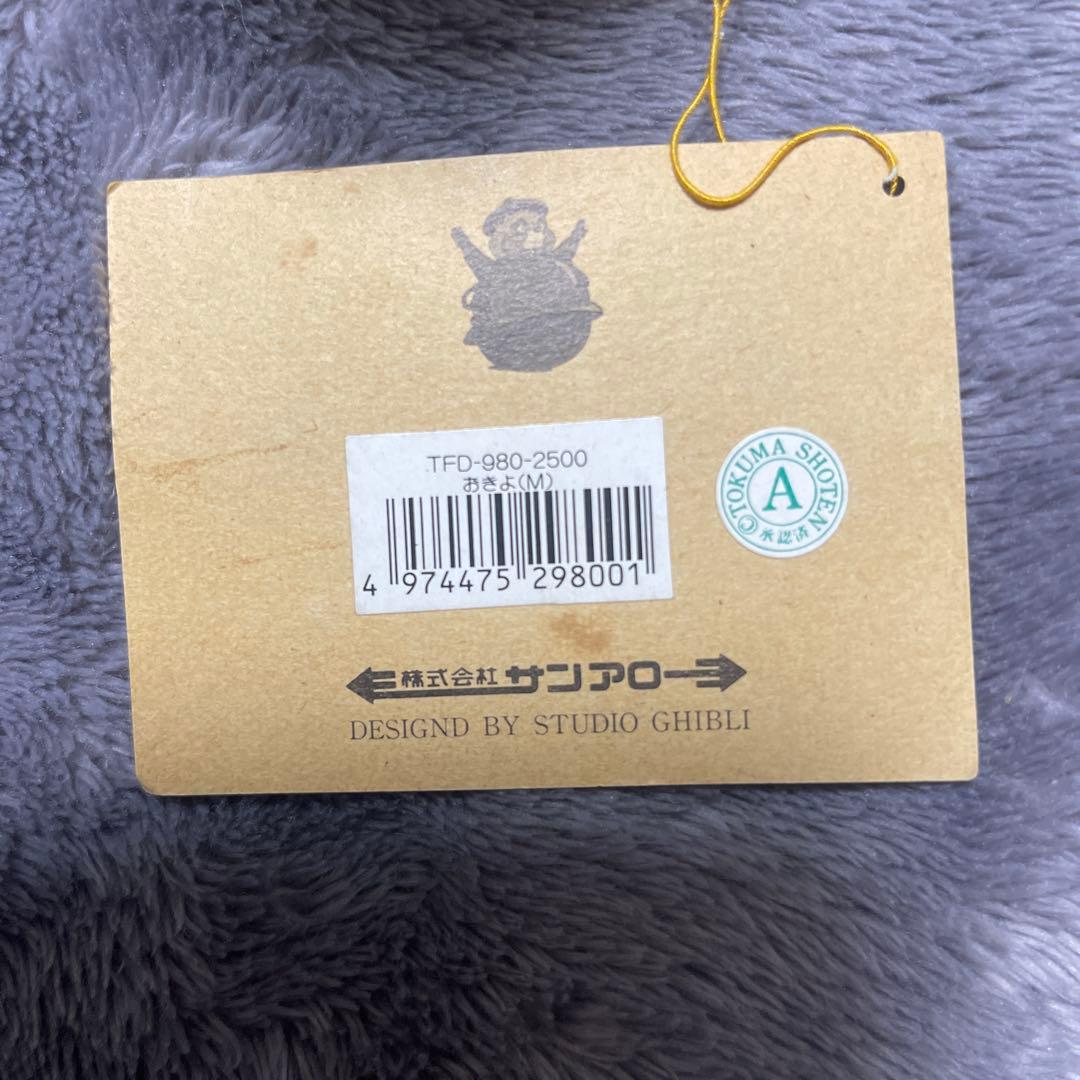 TFD-980-2500
おきよ(M)
4 974475 298001
©TOKUMA SHOTEN
A
承認済
株式会社 サンアロー
DESIGND BY STUDIO GHIBLI